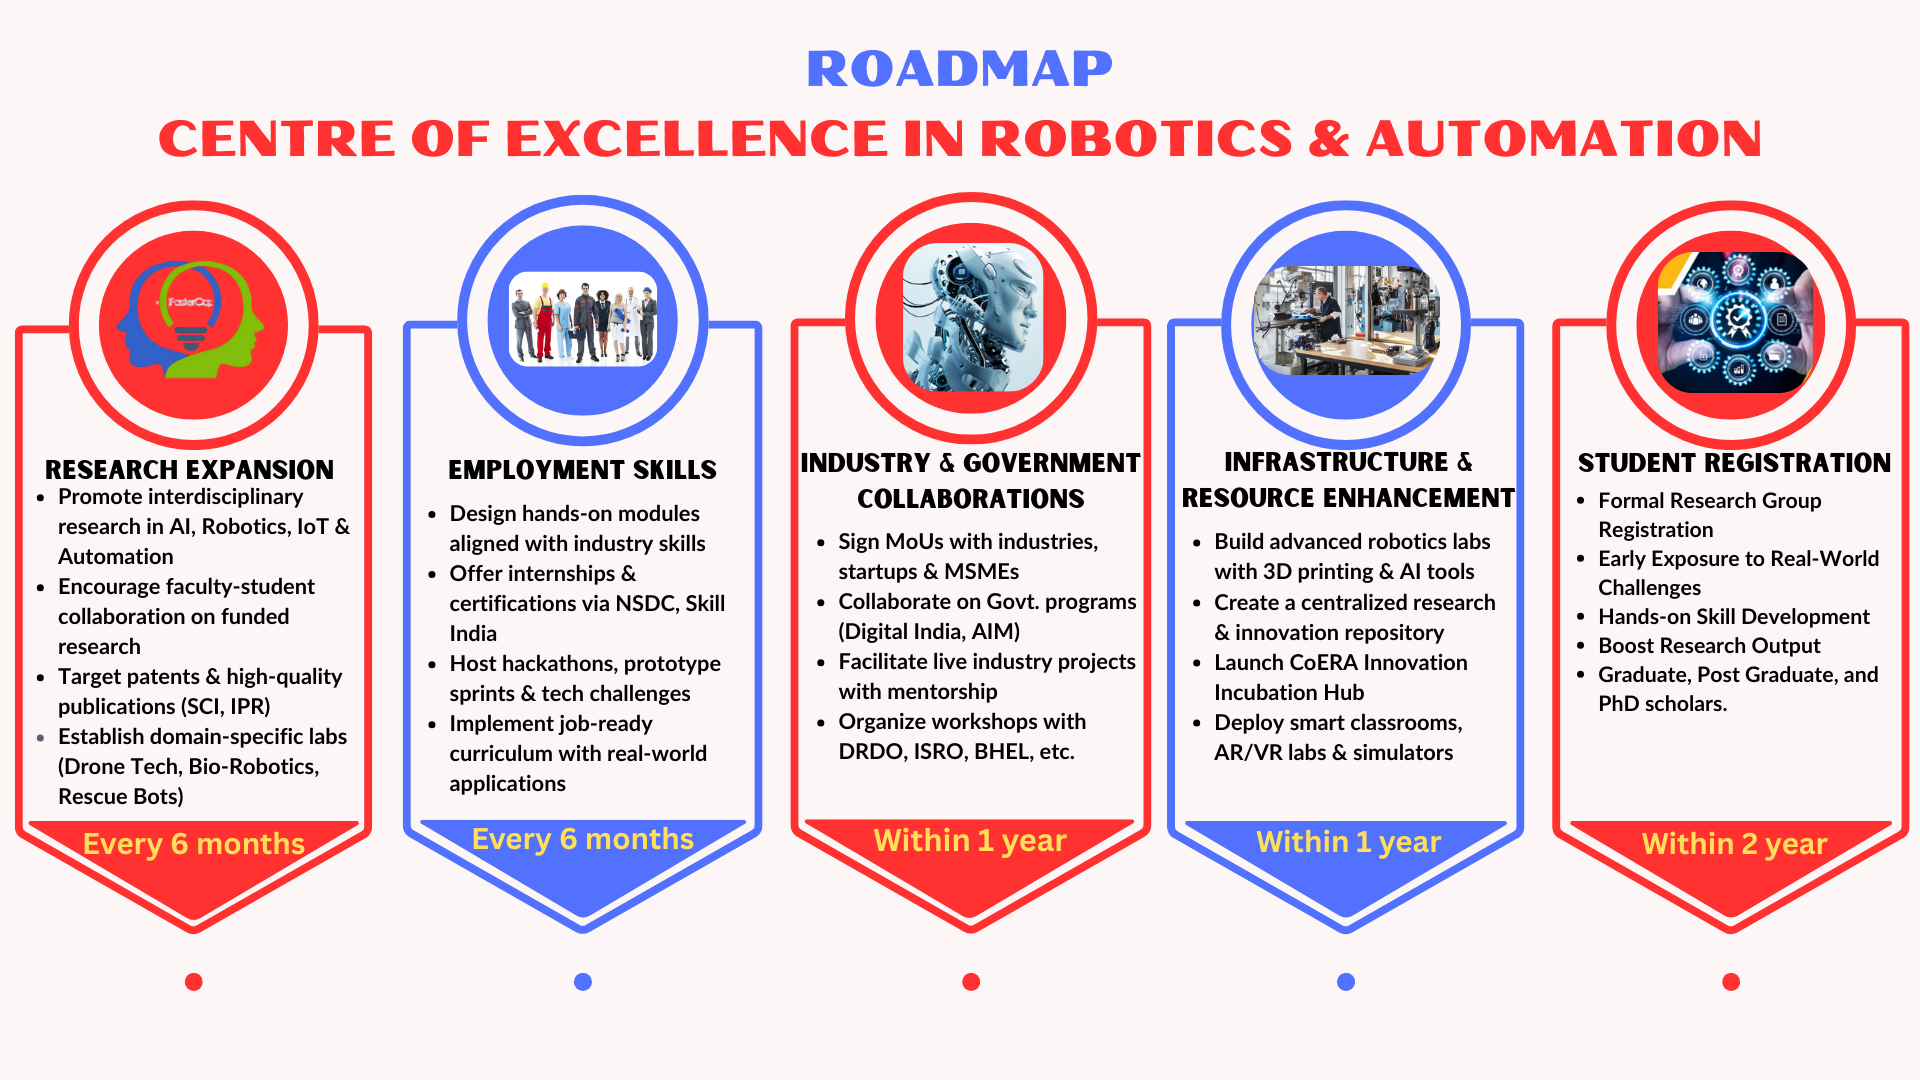 ROADMAP
CENTRE OF EXCELLENCE IN ROBOTICS & AUTOMATION
RESEARCH EXPANSION
• Promote interdisciplinary
research in AI, Robotics, IoT &
Automation
• Encourage faculty-student
collaboration on funded
research
• Target patents & high-quality
publications (SCI, IPR)
• Establish domain-specific labs
(Drone Tech, Bio-Robotics,
Rescue Bots)
Every 6 months
EMPLOYMENT SKILLS
• Design hands-on modules
aligned with industry skills
• Offer internships &
certifications via NSDC, Skill
India
• Host hackathons, prototype
sprints & tech challenges
• Implement job-ready
curriculum with real-world
applications
Every 6 months
INDUSTRY & GOVERNMENT
COLLABORATIONS
• Sign MoUs with industries,
startups & MSMEs
• Collaborate on Govt. programs
(Digital India, AIM)
• Facilitate live industry projects
with mentorship
• Organize workshops with
DRDO, ISRO, BHEL, etc.
Within 1 year
INFRASTRUCTURE &
RESOURCE ENHANCEMENT
• Build advanced robotics labs
with 3D printing & AI tools
• Create a centralized research
& innovation repository
• Launch CoERA Innovation
Incubation Hub
• Deploy smart classrooms,
AR/VR labs & simulators
Within 1 year
STUDENT REGISTRATION
• Formal Research Group
Registration
• Early Exposure to Real-World
Challenges
• Hands-on Skill Development
• Boost Research Output
• Graduate, Post Graduate, and
PhD scholars.
Within 2 year